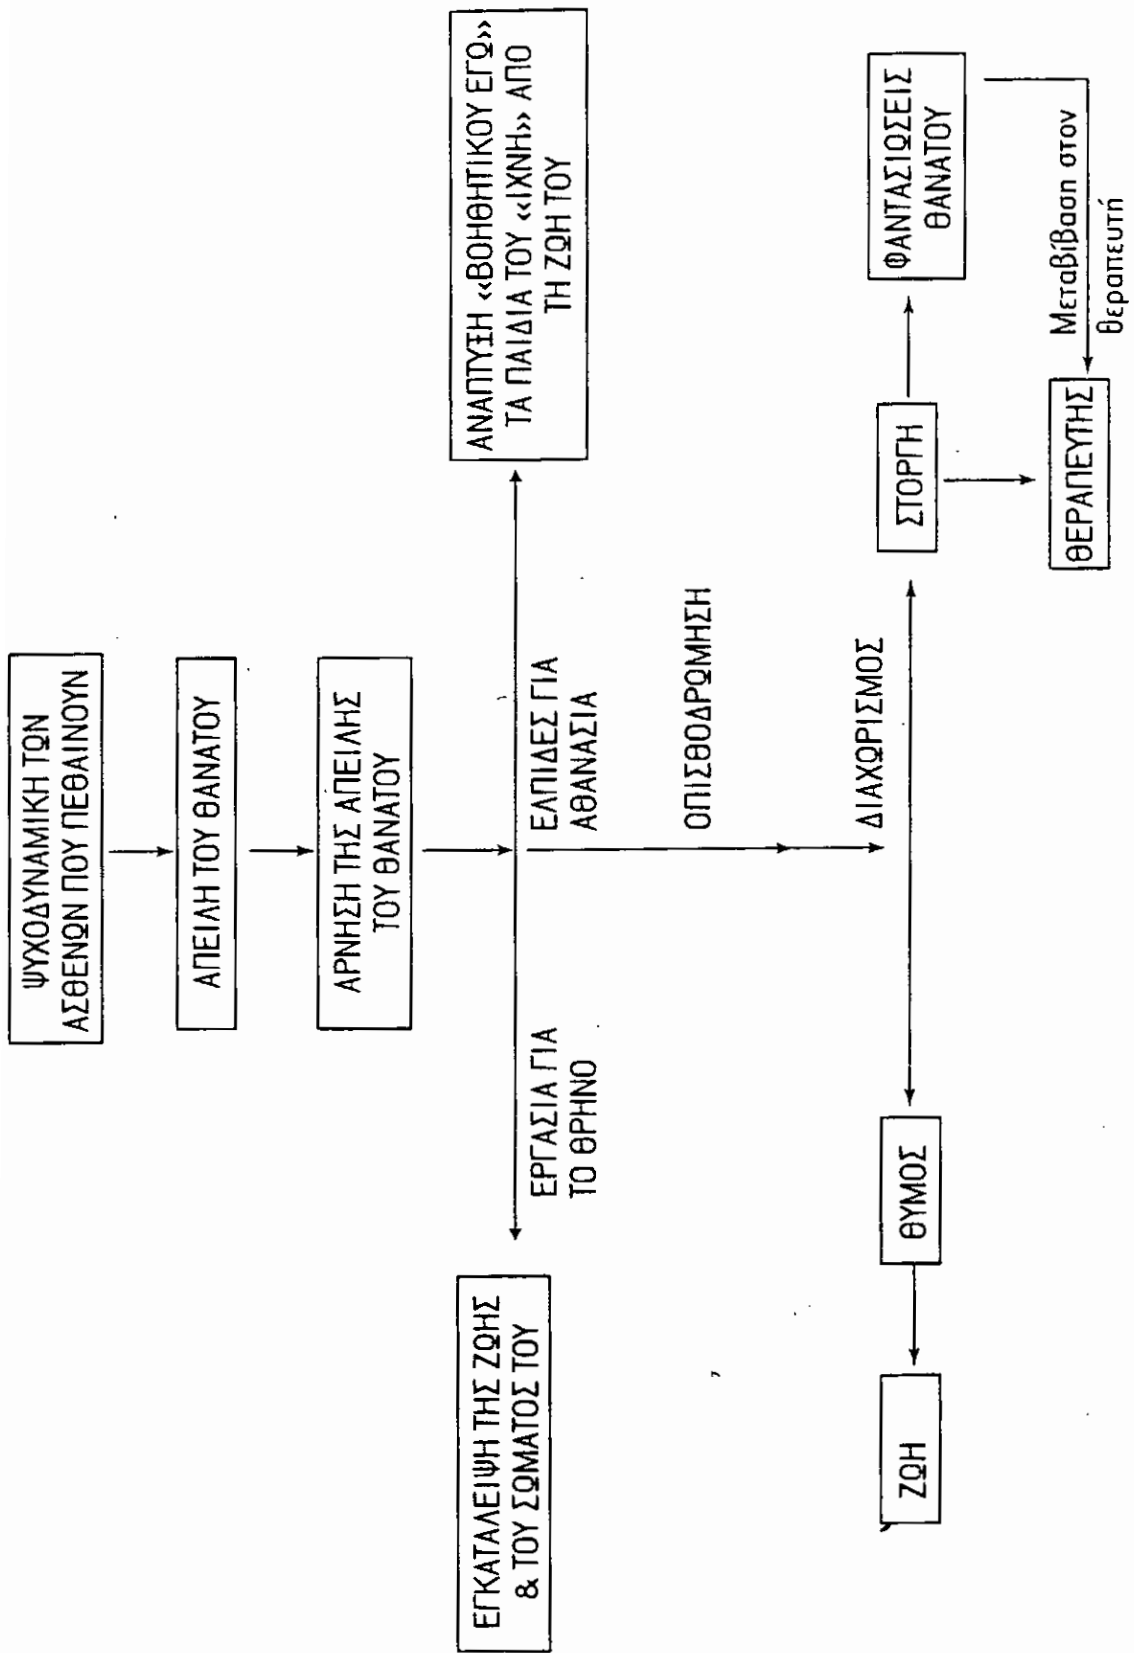 ΨΥΧΟΔΥΝΑΜΙΚΗ ΤΩΝ
ΑΣΘΕΝΩΝ ΠΟΥ ΠΕΘΑΙΝΟΥΝ
ΑΠΕΙΛΗ ΤΟΥ ΘΑΝΑΤΟΥ
ΑΡΝΗΣΗ ΤΗΣ ΑΠΕΙΛΗΣ
ΤΟΥ ΘΑΝΑΤΟΥ
ΕΓΚΑΤΑΛΕΙΨΗ ΤΗΣ ΖΩΗΣ
& ΤΟΥ ΣΩΜΑΤΟΣ ΤΟΥ
ΕΡΓΑΣΙΑ ΓΙΑ
ΤΟ ΘΡΗΝΟ
ΕΛΠΙΔΕΣ ΓΙΑ
ΑΘΑΝΑΣΙΑ
ΑΝΑΠΤΥΞΗ «ΒΟΗΘΗΤΙΚΟΥ ΕΓΩ»
ΤΑ ΠΑΙΔΙΑ ΤΟΥ «ΙΧΝΗ» ΑΠΟ
ΤΗ ΖΩΗ ΤΟΥ
ΟΠΙΣΘΟΔΡΩΜΗΣΗ
ΔΙΑΧΩΡΙΣΜΟΣ
ΖΩΗ
ΘΥΜΟΣ
ΣΤΟΡΓΗ
ΦΑΝΤΑΣΙΩΣΕΙΣ
ΘΑΝΑΤΟΥ
ΘΕΡΑΠΕΥΤΗΣ
Μεταβίβαση στον
θεραπευτή